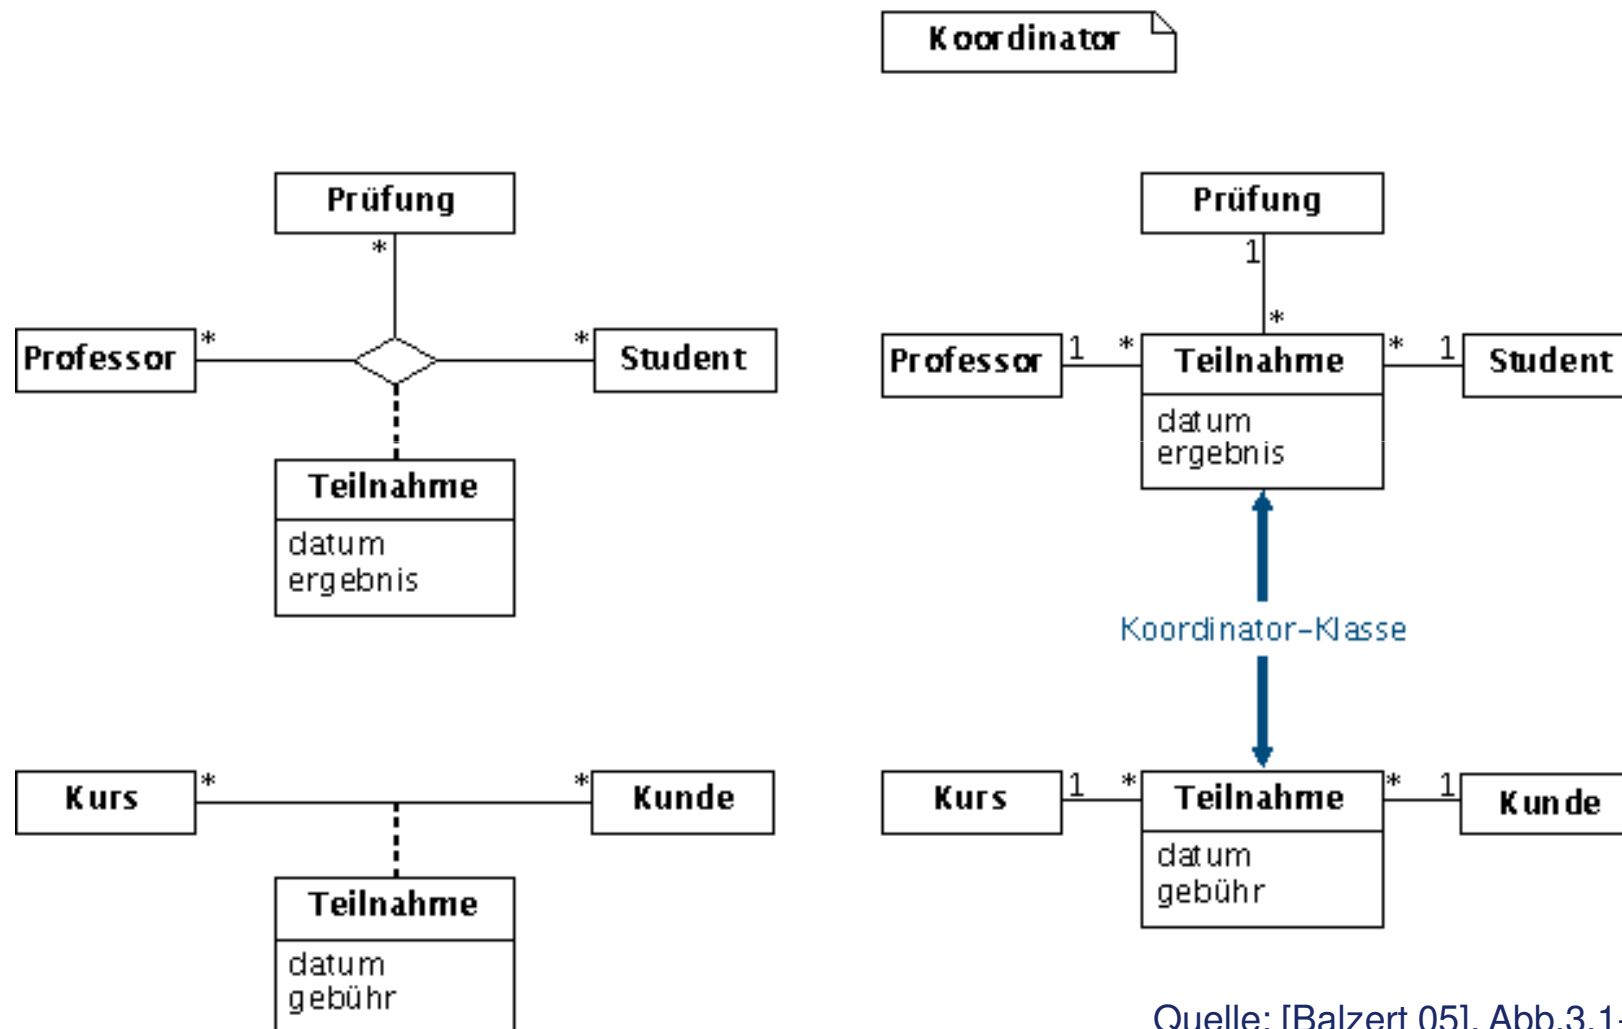 Koordinator
Prüfung
*
Professor
*
*
Student
Teilnahme
datum
ergebnis
Prüfung
1
*
Professor
1
*
Teilnahme
*
1
Student
datum
ergebnis
Koordinator-Klasse
Kurs
*
*
Kunde
Teilnahme
datum
gebühr
Kurs
1
*
Teilnahme
*
1
Kunde
datum
gebühr
Quelle: [Balzert 05], Abb.3.1-